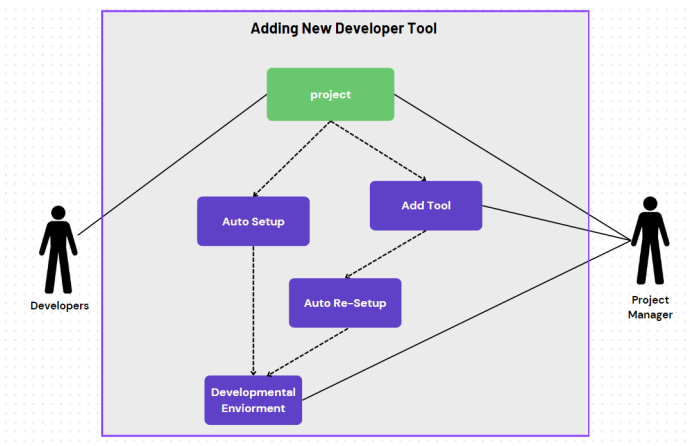 Adding New Developer Tool
project
Auto Setup
Add Tool
Auto Re-Setup
Developmental
Enviorment
Developers
Project
Manager